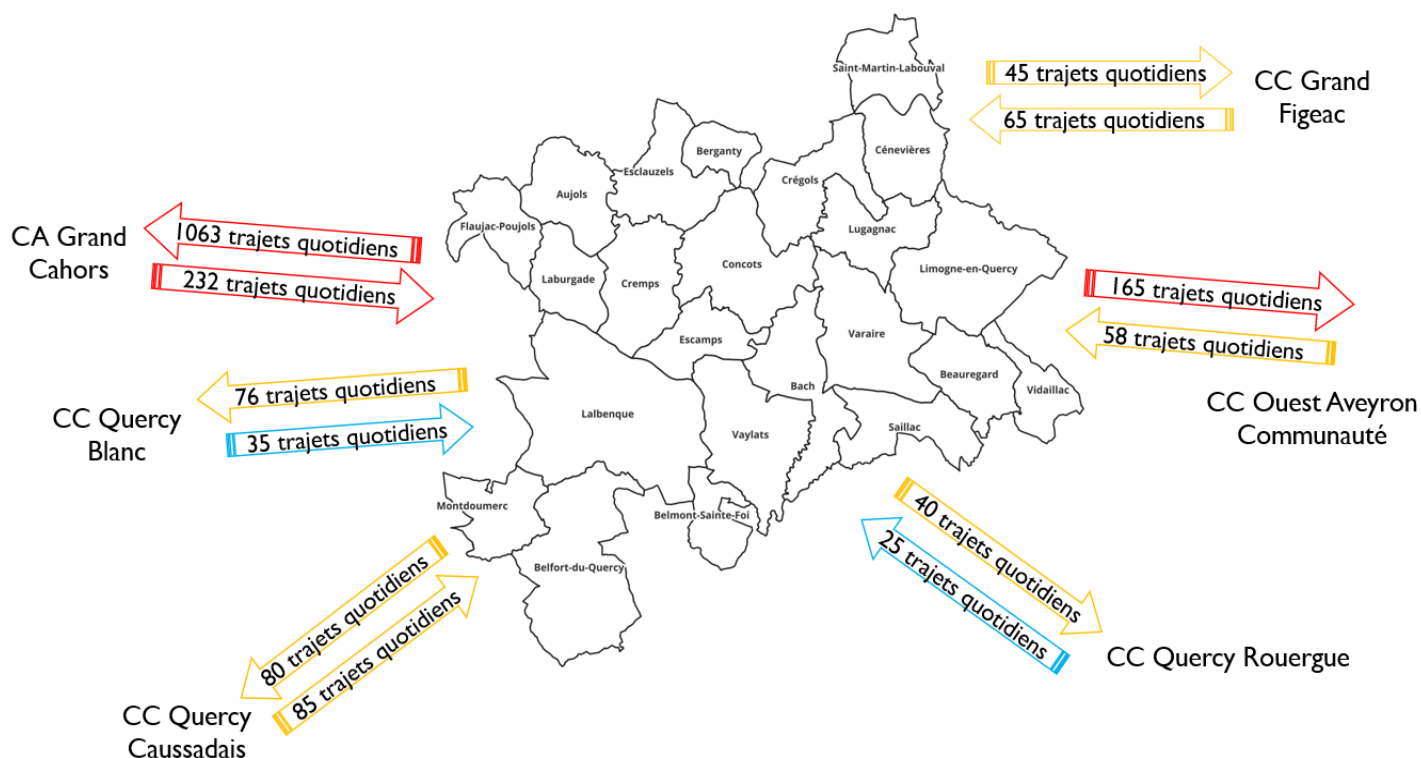 Saint-Martin-Labouval
45 trajets quotidiens
CC Grand
Figeac
65 trajets quotidiens
Berganty
Cénevières
Esclauzels
Crégols
Aujols
Flaujac-Poujols
Lugagnac
1063 trajets quotidiens
CA Grand
Cahors
232 trajets quotidiens
Laburgade
Cremps
Concots
Limogne-en-Quercy
165 trajets quotidiens
58 trajets quotidiens
Escamps
Varaire
Beauregard
Vidaillac
Bach
CC Ouest Aveyron
Communauté
76 trajets quotidiens
CC Quercy
Blanc
35 trajets quotidiens
Lalbenque
Vaylats
Saillac
Montdoumerc
Belmont-Sainte-Foi
Belfort-du-Quercy
40 trajets quotidiens
25 trajets quotidiens
CC Quercy Rouergue
80 trajets quotidiens
85 trajets quotidiens
CC Quercy
Caussadais